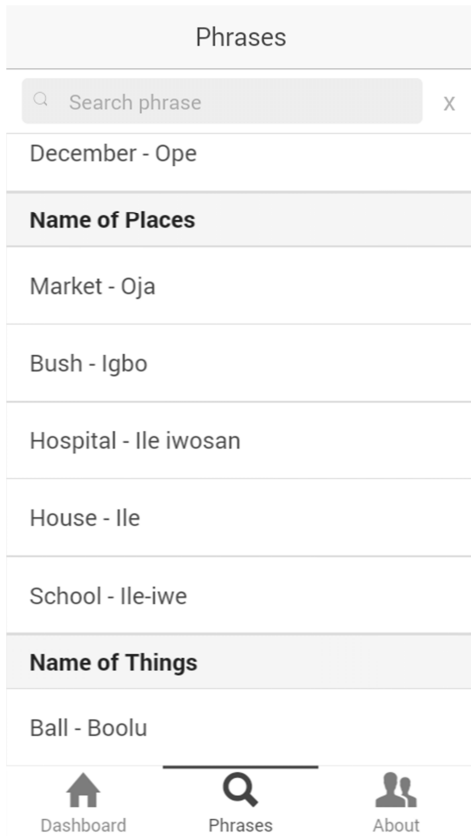 Phrases
Search phrase X
December - Ope
Name of Places
Market - Oja
Bush - Igbo
Hospital - Ile iwosan
House - Ile
School - Ile-iwe
Name of Things
Ball - Boolu
Dashboard Phrases About